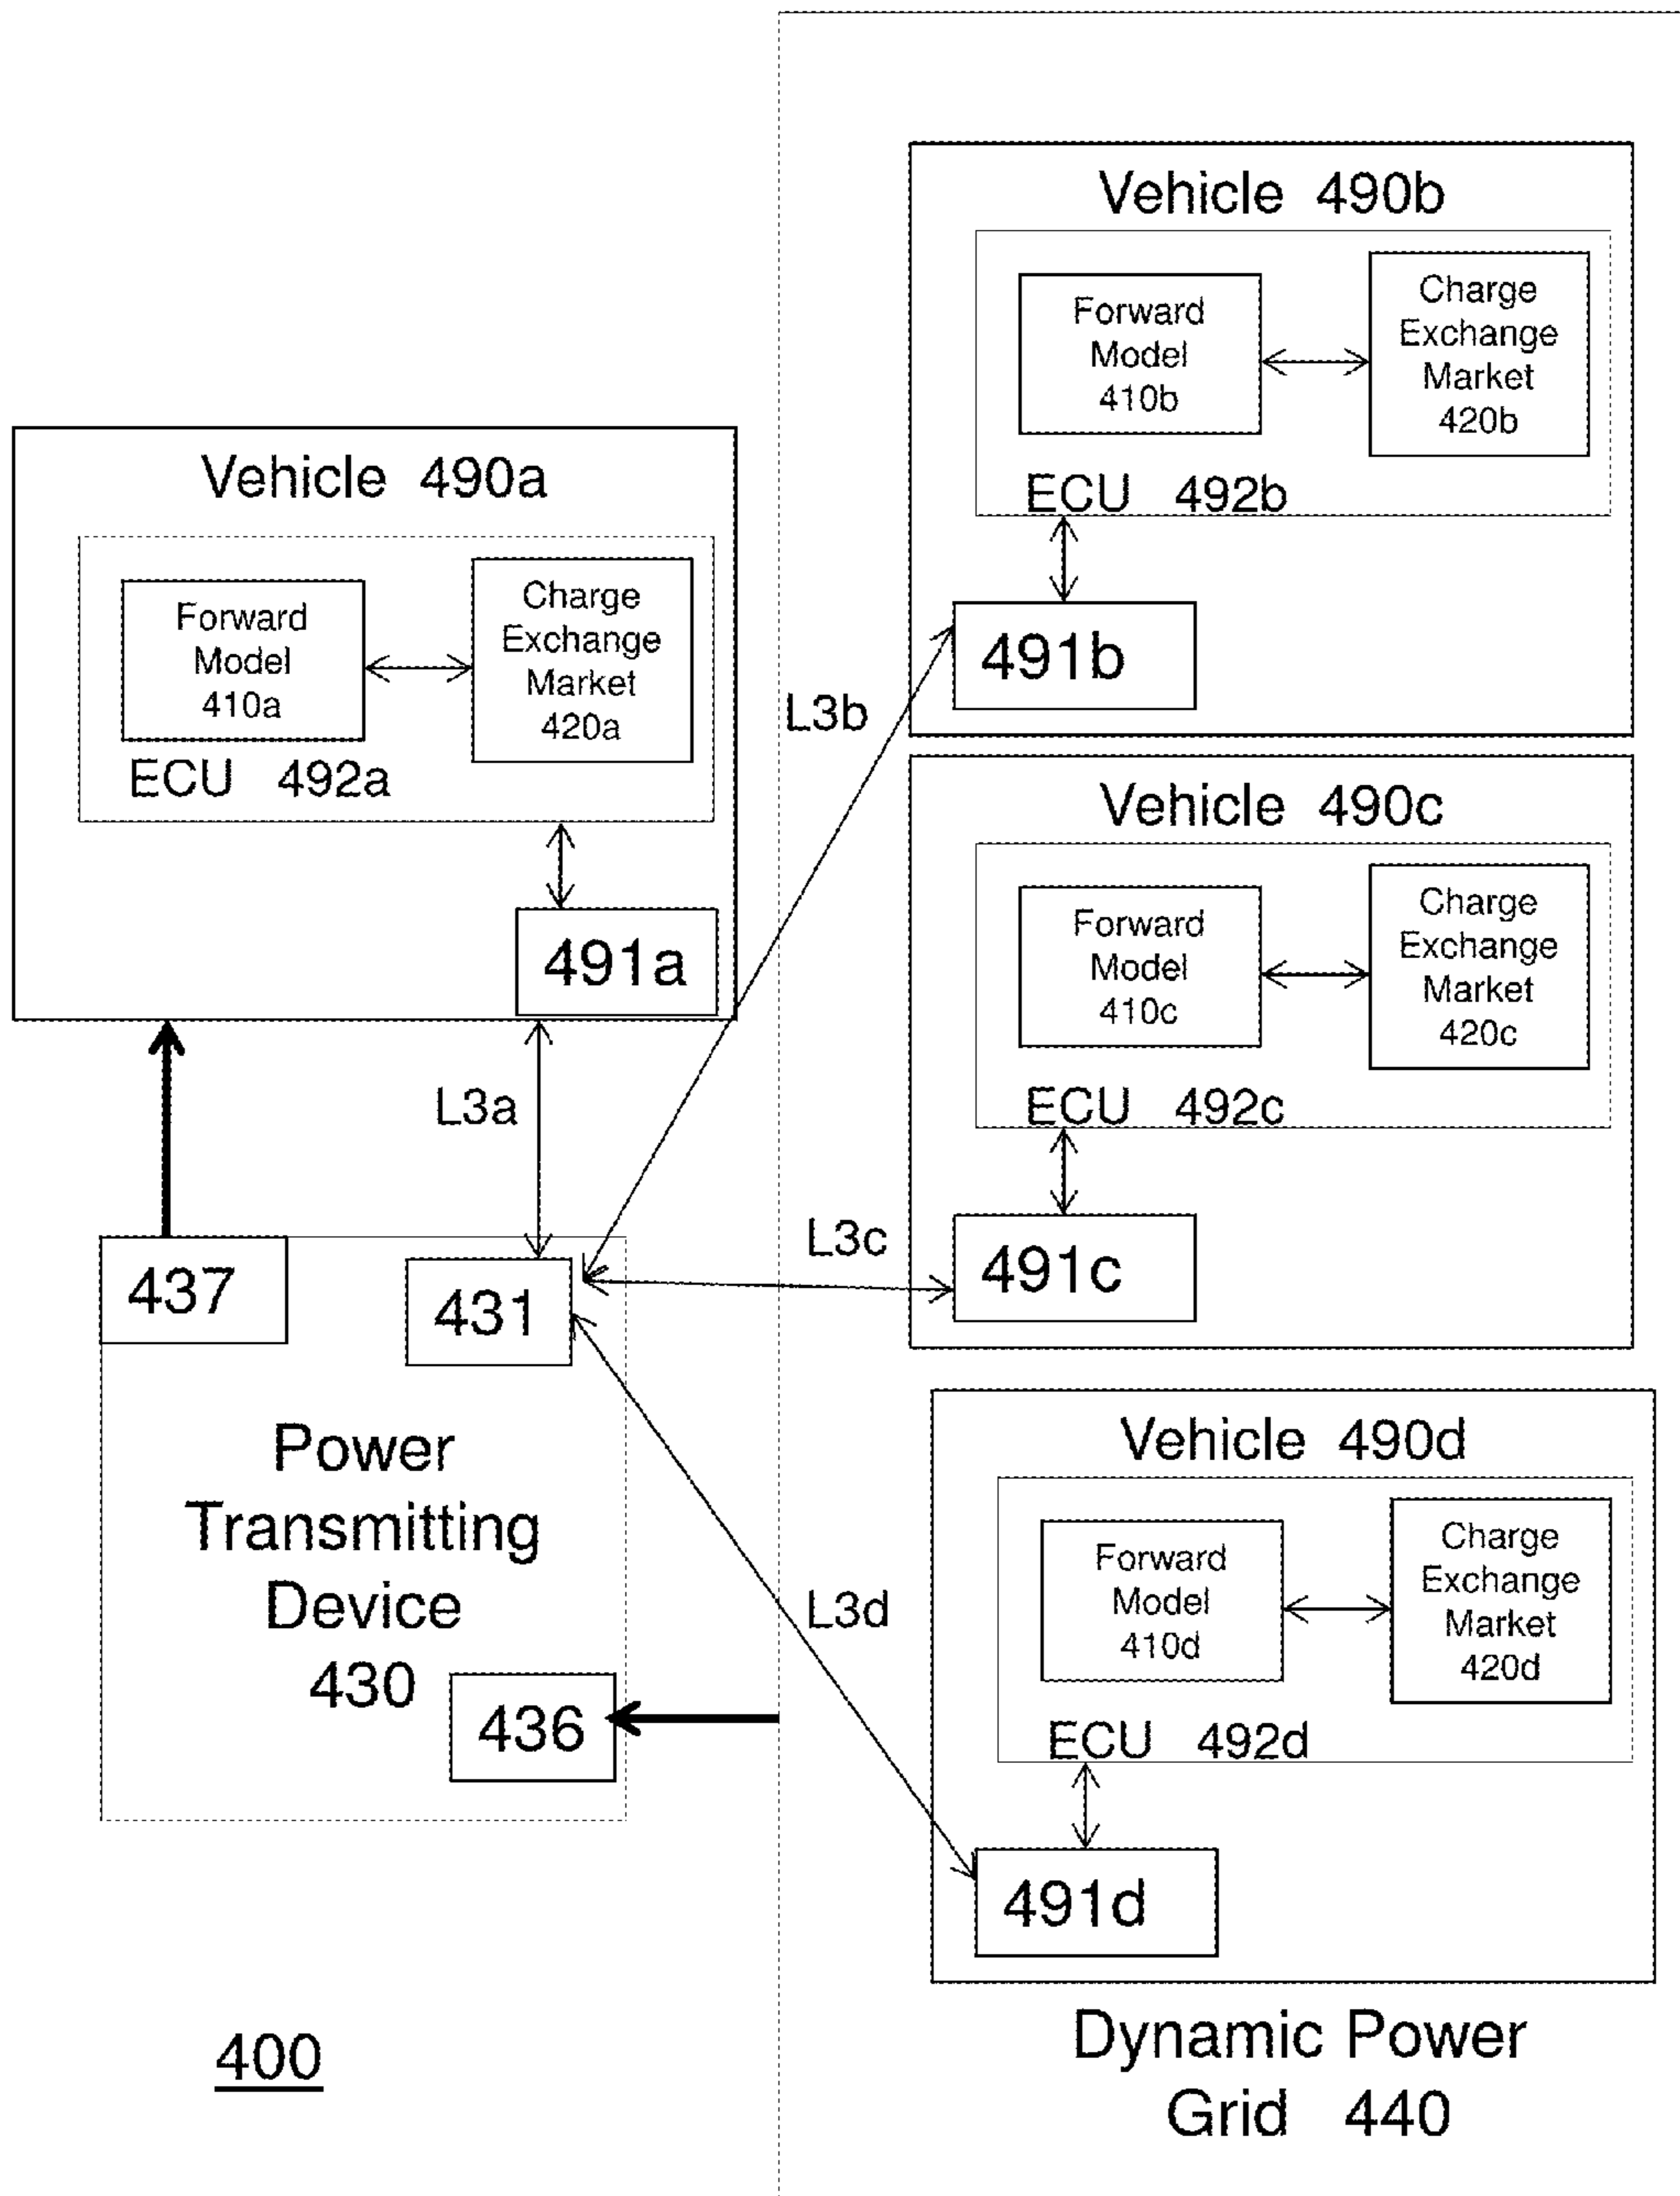 Vehicle 490b
Forward
Model
410b
Charge
Exchange
Market
420b
ECU 492b
491b
Vehicle 490a
Forward
Model
410a
Charge
Exchange
Market
420a
ECU 492a
491a
L3b
Vehicle 490c
Forward
Model
410c
Charge
Exchange
Market
420c
ECU 492c
491c
L3a
L3c
437
431
Power
Transmitting
Device
430
436
L3d
Vehicle 490d
Forward
Model
410d
Charge
Exchange
Market
420d
ECU 492d
491d
400
Dynamic Power
Grid 440